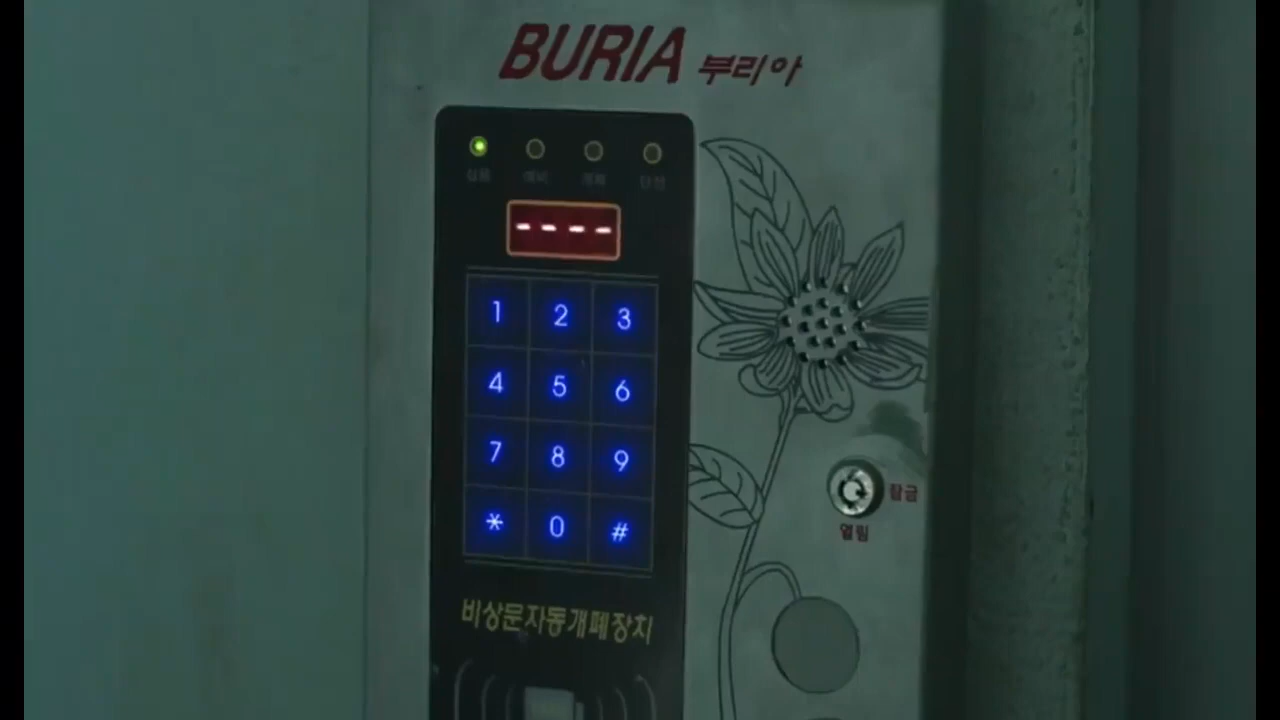 BURIA 부리아
- - - -
1 2 3
4 5 6
7 8 9
* 0 #
잠금
열림
비상문자동개폐장치